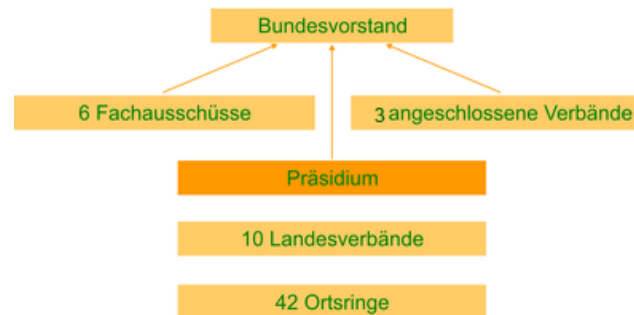 Bundesvorstand
6 Fachausschüsse
3 angeschlossene Verbände
Präsidium
10 Landesverbände
42 Ortsringe